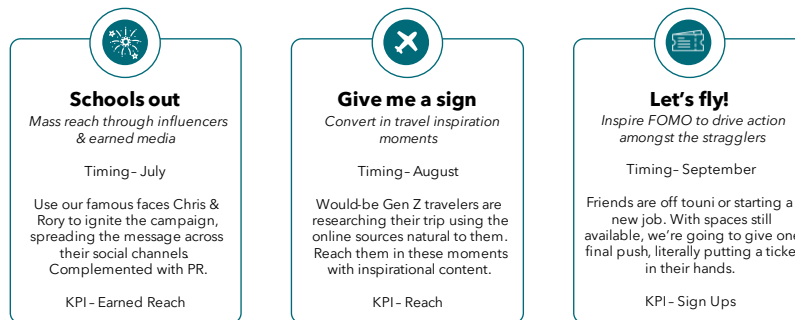 Schools out
Mass reach through influencers
& earned media
Timing – July
Use our famous faces Chris &
Rory to ignite the campaign,
spreading the message across
their social channels.
Complemented with PR.
KPI – Earned Reach
Give me a sign
Convert in travel inspiration
moments
Timing – August
Would-be Gen Z travelers are
researching their trip using the
online sources natural to them.
Reach them in these moments
with inspirational content.
KPI – Reach
Let's fly!
Inspire FOMO to drive action
amongst the stragglers
Timing – September
Friends are off touni or starting a
new job. With spaces still
available, we're going to give one
final push, literally putting a ticket
in their hands.
KPI – Sign Ups